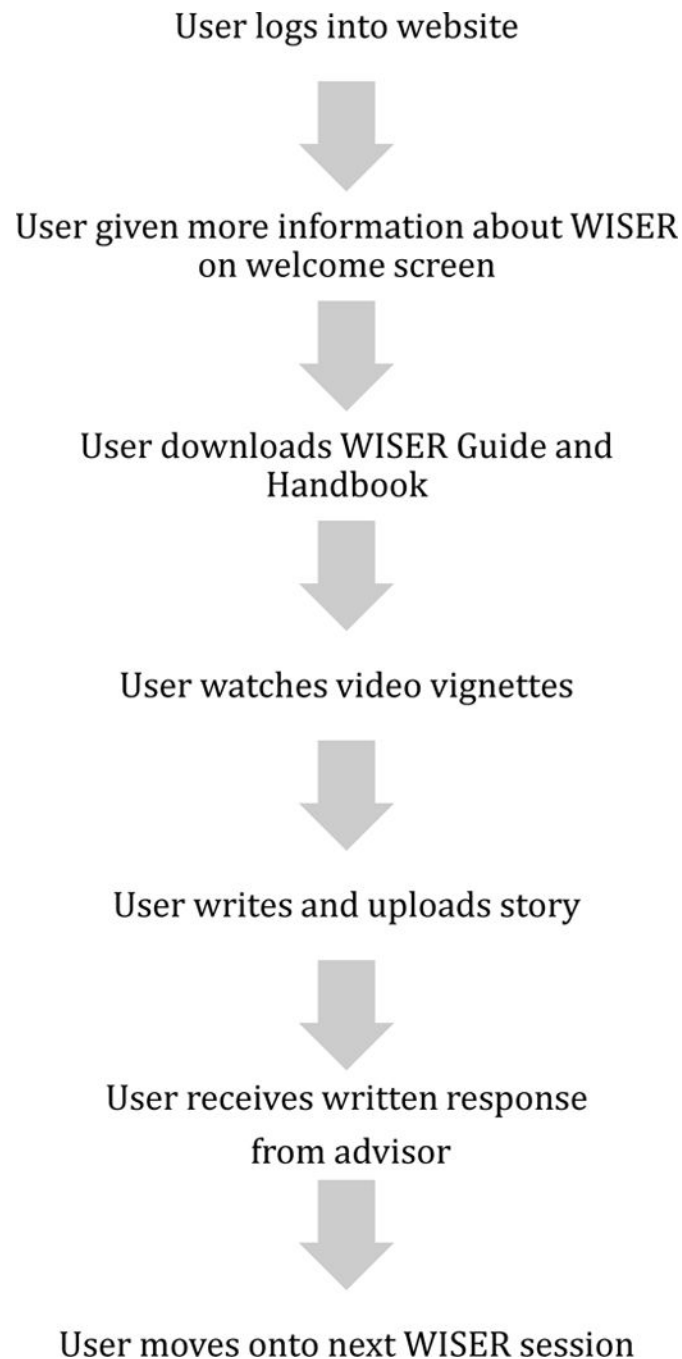 User logs into website
User given more information about WISER
on welcome screen
User downloads WISER Guide and
Handbook
User watches video vignettes
User writes and uploads story
User receives written response
from advisor
User moves onto next WISER session